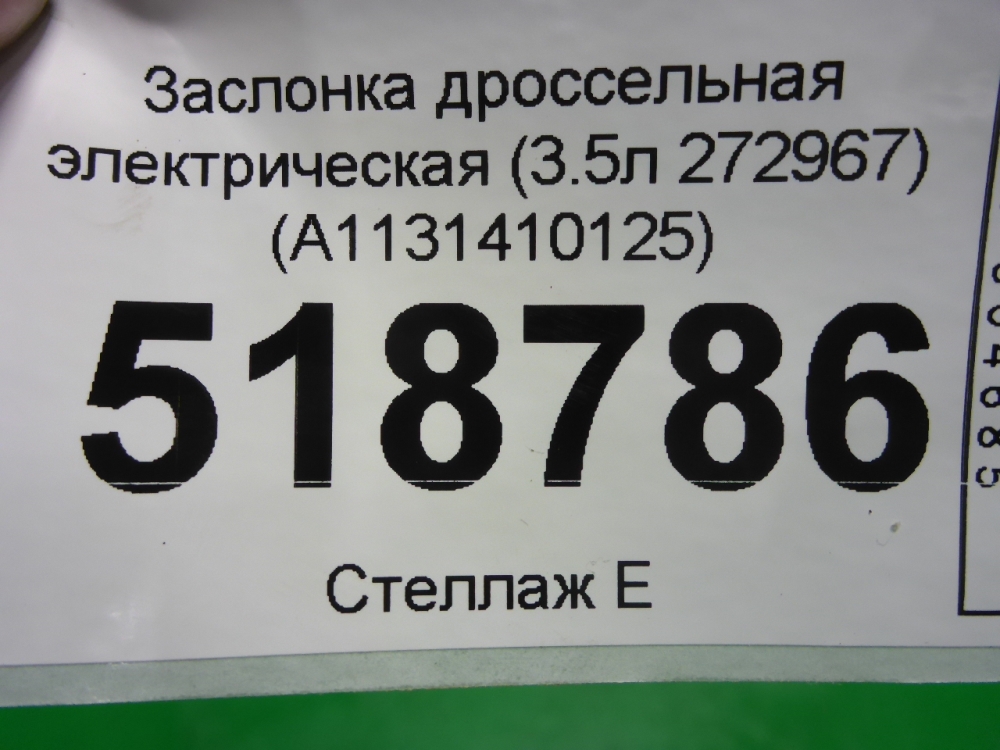 Заслонка дроссельная
электрическая (3.5л 272967)
(A1131410125)
518786
Стеллаж Е